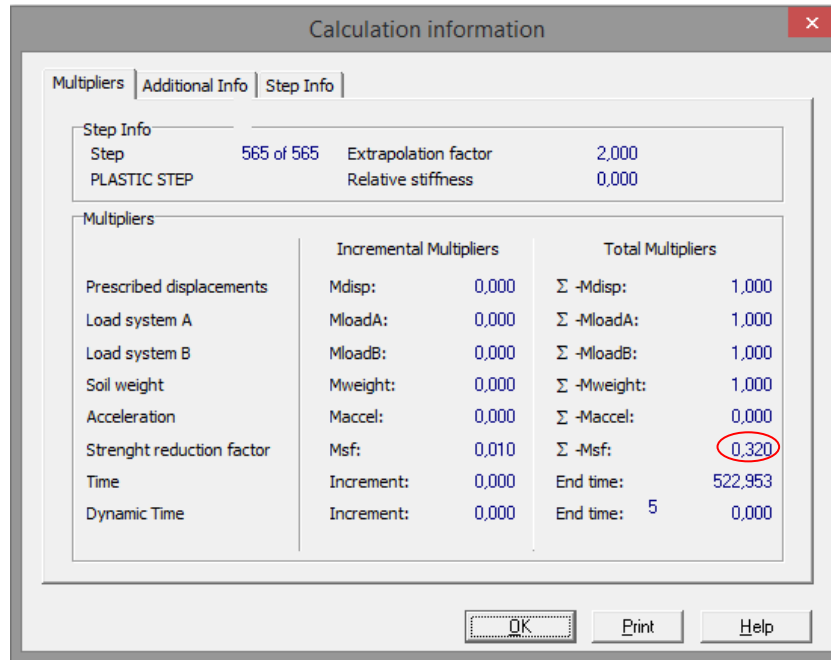 Calculation information
Multipliers Additional Info Step Info
Step Info
Step 565 of 565 Extrapolation factor 2,000
PLASTIC STEP Relative stiffness 0,000
Multipliers
Incremental Multipliers Total Multipliers
Prescribed displacements Mdisp: 0,000 Σ -Mdisp: 1,000
Load system A MloadA: 0,000 Σ -MloadA: 1,000
Load system B MloadB: 0,000 Σ -MloadB: 1,000
Soil weight Mweight: 0,000 Σ -Mweight: 1,000
Acceleration Maccel: 0,000 Σ -Maccel: 0,000
Strenght reduction factor Msf: 0,010 Σ -Msf: 0,320
Time Increment: 0,000 End time: 522,953
Dynamic Time Increment: 0,000 End time: 5 0,000
OK Print Help